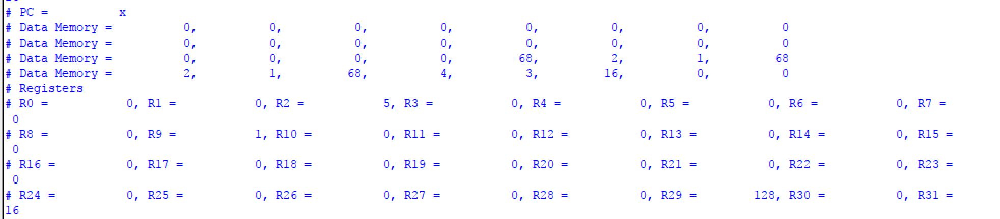 # PC =          x
# Data Memory =          0,          0,          0,          0,          0,          0,          0,          0
# Data Memory =          0,          0,          0,          0,          0,          0,          0,          0
# Data Memory =          0,          0,          0,          0,         68,          2,          1,         68
# Data Memory =          2,          1,         68,          4,          3,         16,          0,          0
# Registers
# R0 =          0, R1 =          0, R2 =          5, R3 =          0, R4 =          0, R5 =          0, R6 =          0, R7 =
0
# R8 =          0, R9 =          1, R10 =          0, R11 =          0, R12 =          0, R13 =          0, R14 =          0, R15 =
0
# R16 =          0, R17 =          0, R18 =          0, R19 =          0, R20 =          0, R21 =          0, R22 =          0, R23 =
0
# R24 =          0, R25 =          0, R26 =          0, R27 =          0, R28 =          0, R29 =        128, R30 =          0, R31 =
16